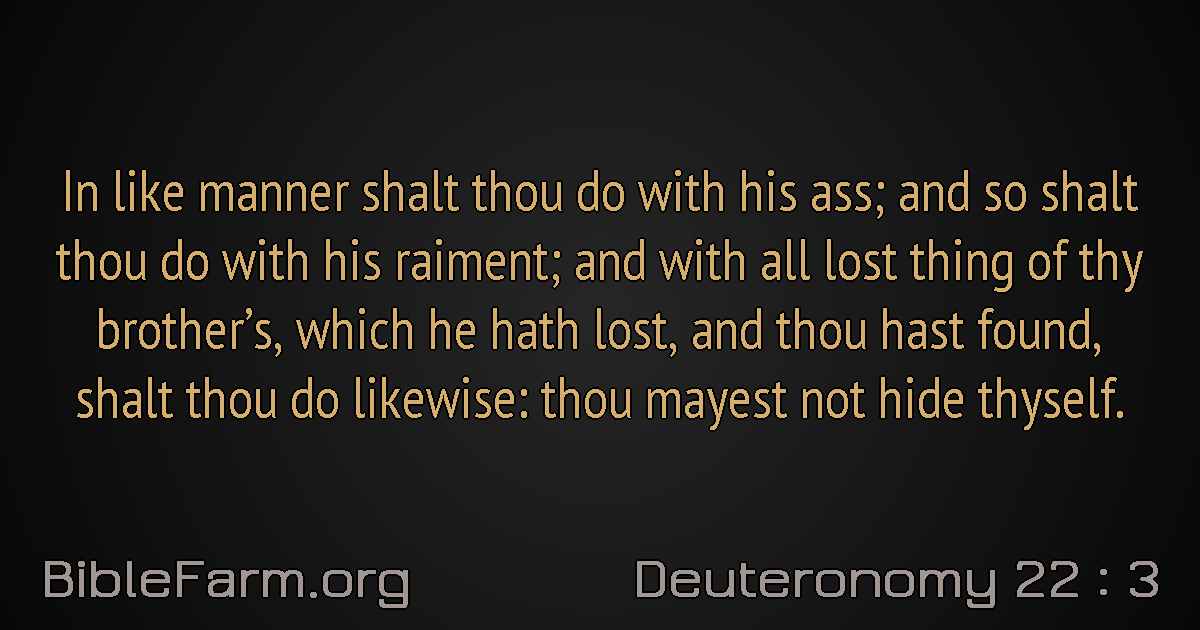 In like manner shalt thou do with his ass; and so shalt
thou do with his raiment; and with all lost thing of thy
brother’s, which he hath lost, and thou hast found,
shalt thou do likewise: thou mayest not hide thyself.
BibleFarm.org
Deuteronomy 22 : 3